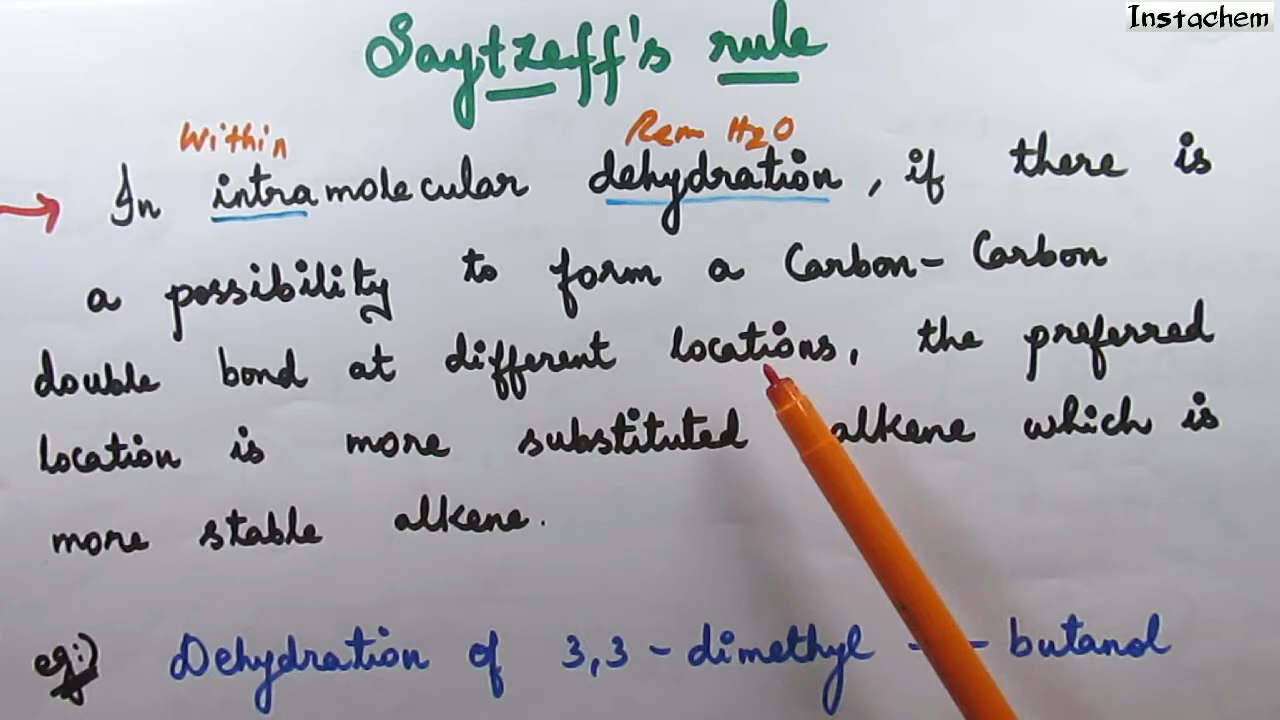 Instachem
Saytzeff's rule
Within Rem H2O
In intramolecular dehydration, if there is
a possibility to form a Carbon-Carbon
double bond at different locations, the preferred
location is more substituted alkene which is
more stable alkene.
eg:) Dehydration of 3,3-dimethyl - - butanol